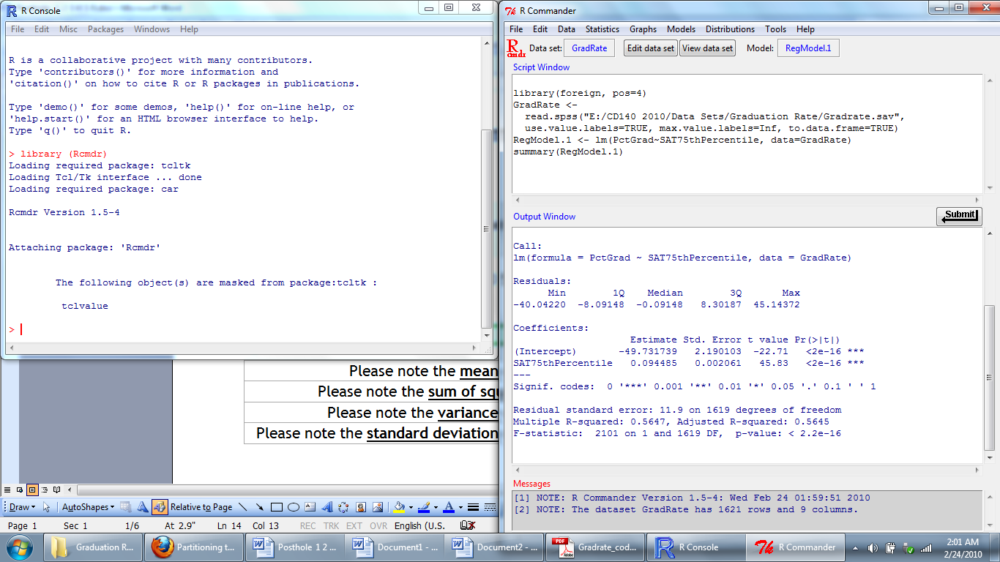 R Console
File Edit Misc Packages Windows Help
R is a collaborative project with many contributors.
Type 'contributors()' for more information and
'citation()' on how to cite R or R packages in publications.
Type 'demo()' for some demos, 'help()' for on-line help, or
'help.start()' for an HTML browser interface to help.
Type 'q()' to quit R.
> library (Rcmdr)
Loading required package: tcltk
Loading Tcl/Tk interface ... done
Loading required package: car
Rcmdr Version 1.5-4
Attaching package: 'Rcmdr'
The following object(s) are masked from package:tcltk :
tclvalue
>
Please note the mean
Please note the sum of squ
Please note the variance
Please note the standard deviation
Draw AutoShapes Relative to Page
Page 1 Sec 1 1/6 At 2.9" Ln 14 Col 13 REC TRK EXT OVR English (U.S.
R Commander
File Edit Data Statistics Graphs Models Distributions Tools Help
R cmdr Data set: GradRate Edit data set View data set Model: RegModel.1
Script Window
library(foreign, pos=4)
GradRate <-
read.spss("E:/CD140 2010/Data Sets/Graduation Rate/Gradrate.sav",
use.value.labels=TRUE, max.value.labels=Inf, to.data.frame=TRUE)
RegModel.1 <- lm(PctGrad~SAT75thPercentile, data=GradRate)
summary(RegModel.1)
Output Window Submit
Call:
lm(formula = PctGrad ~ SAT75thPercentile, data = GradRate)
Residuals:
Min 1Q Median 3Q Max
-40.04220 -8.09148 -0.09148 8.30187 45.14372
Coefficients:
Estimate Std. Error t value Pr(>|t|)
(Intercept) -49.731739 2.190103 -22.71 <2e-16 ***
SAT75thPercentile 0.094485 0.002061 45.83 <2e-16 ***
---
Signif. codes: 0 '***' 0.001 '**' 0.01 '*' 0.05 '.' 0.1 ' ' 1
Residual standard error: 11.9 on 1619 degrees of freedom
Multiple R-squared: 0.5647, Adjusted R-squared: 0.5645
F-statistic: 2101 on 1 and 1619 DF, p-value: < 2.2e-16
Messages
[1] NOTE: R Commander Version 1.5-4: Wed Feb 24 01:59:51 2010
[2] NOTE: The dataset GradRate has 1621 rows and 9 columns.
Graduation R... Partitioning t... Posthole 1 2 ... Document1 - ... Document2 - ... Gradrate_cod... R Console R Commander 2:01 AM
2/24/2010